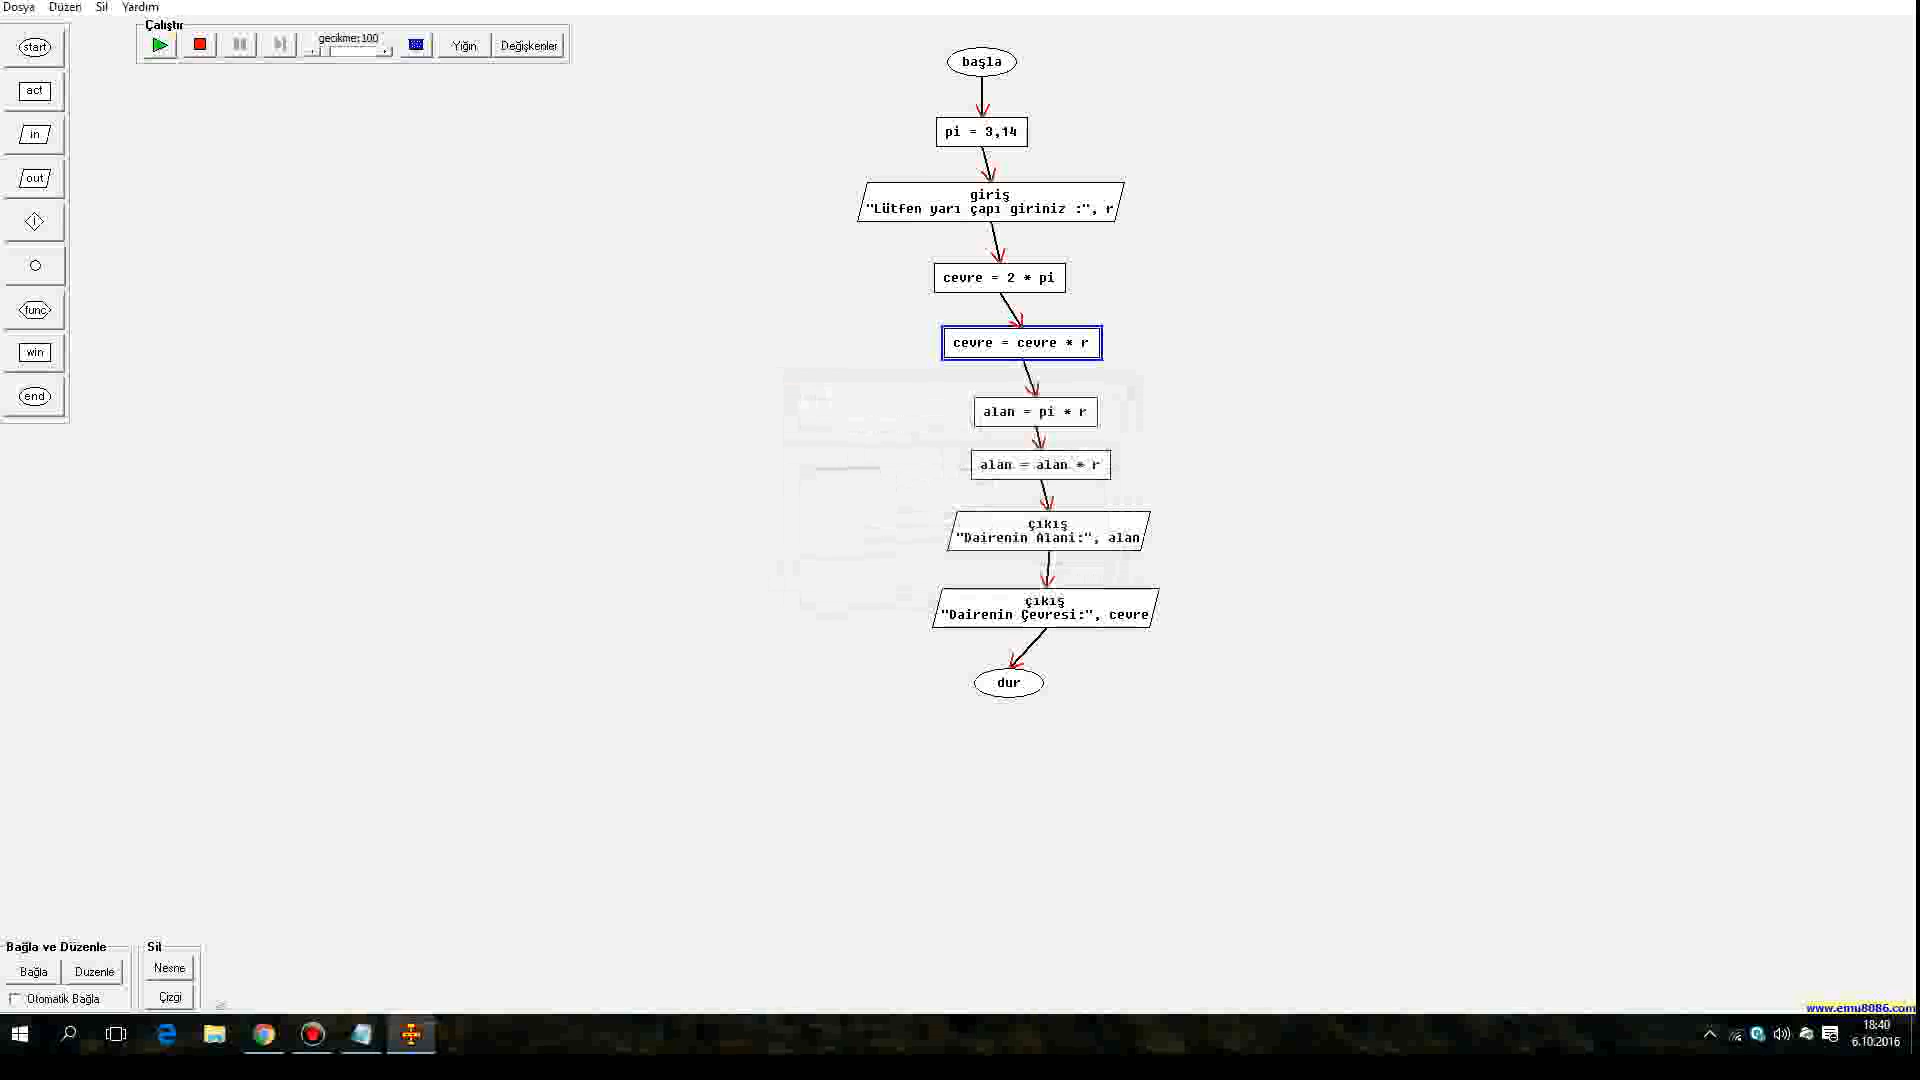 Dosya Düzen Sil Yardım
Çalıştır
gecikme:100
Yığın
Değişkenler
start
act
in
out
func
win
end
başla
pi = 3,14
giriş
"Lütfen yarı çapı giriniz :", r
cevre = 2 * pi
cevre = cevre * r
alan = pi * r
alan = alan * r
çıkış
"Dairenin Alani:", alan
çıkış
"Dairenin Çevresi:", cevre
dur
Bağla ve Düzenle
Bağla
Duzenle
Otomatik Bağla
Sil
Nesne
Çizgi
www.emu8086.com
18:40
6.10.2016